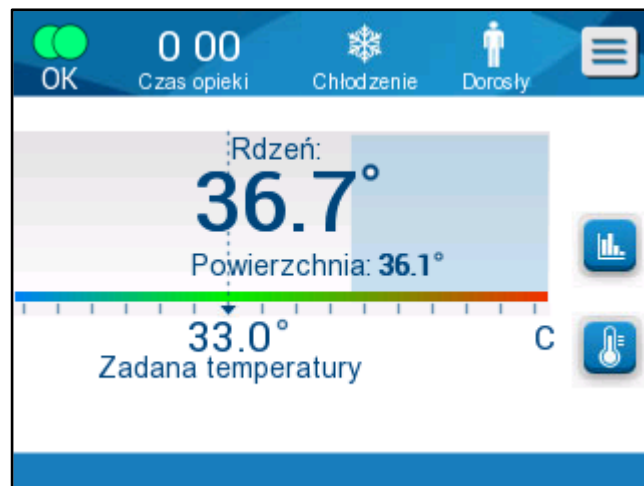 OK
0 00
Czas opieki
Chłodzenie
Dorosły
Rdzeń:
36.7°
Powierzchnia: 36.1°
33.0°
C
Zadana temperatury